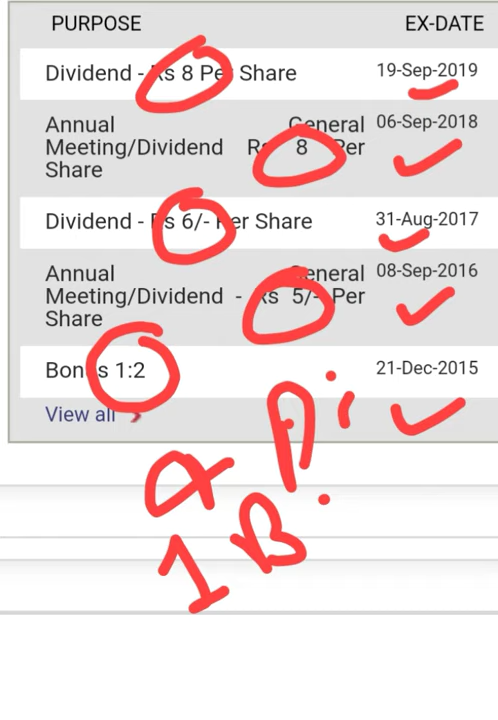 PURPOSE EX-DATE
Dividend - Rs 8 Per Share 19-Sep-2019
Annual General 06-Sep-2018
Meeting/Dividend Rs 8 Per
Share
Dividend - Rs 6/- Per Share 31-Aug-2017
Annual General 08-Sep-2016
Meeting/Dividend - Rs 5/- Per
Share
Bonus 1:2 21-Dec-2015
View all
4
1 B